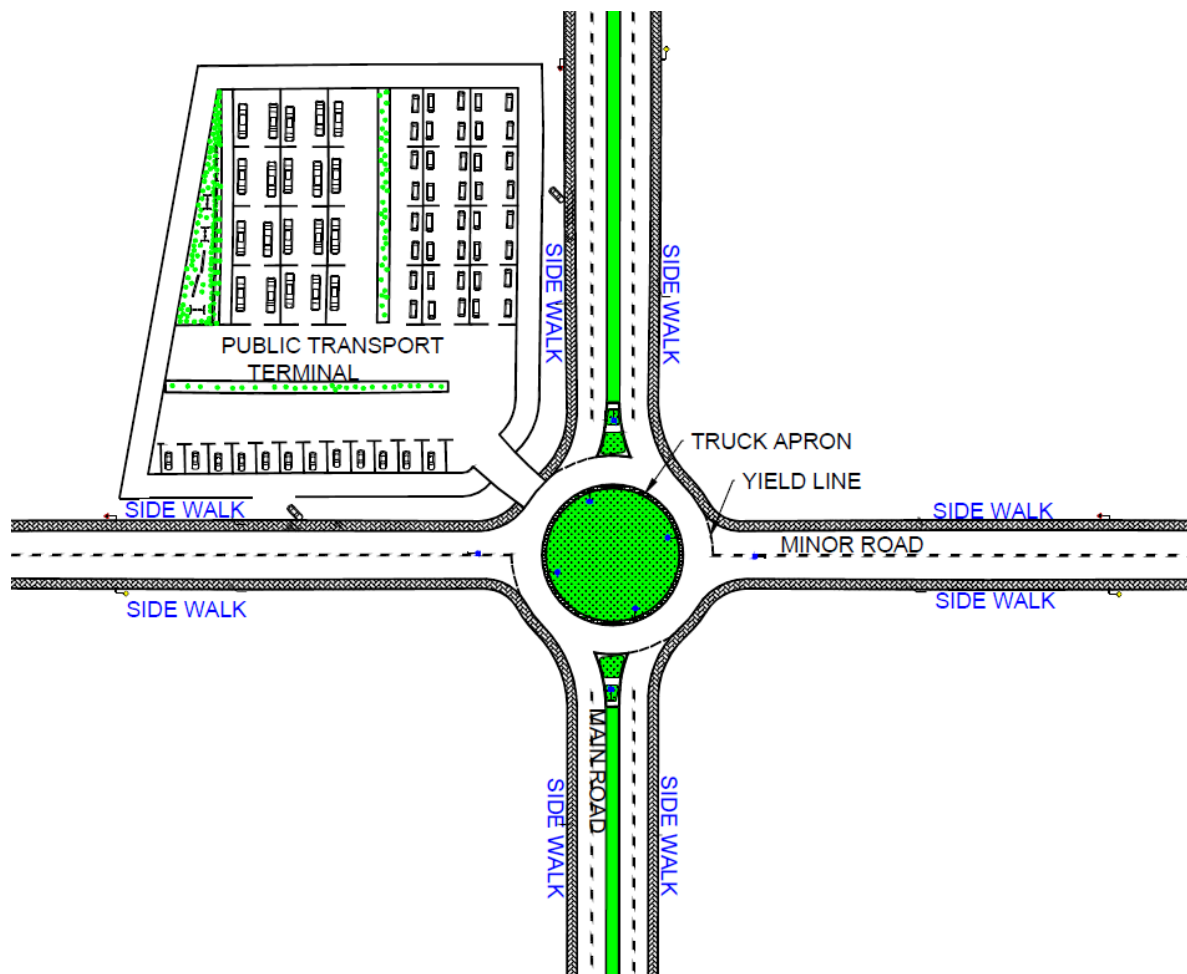 SIDE WALK
SIDE WALK
PUBLIC TRANSPORT
TERMINAL
TRUCK APRON
YIELD LINE
SIDE WALK
SIDE WALK
MINOR ROAD
SIDE WALK
SIDE WALK
MAIN ROAD
SIDE WALK
SIDE WALK